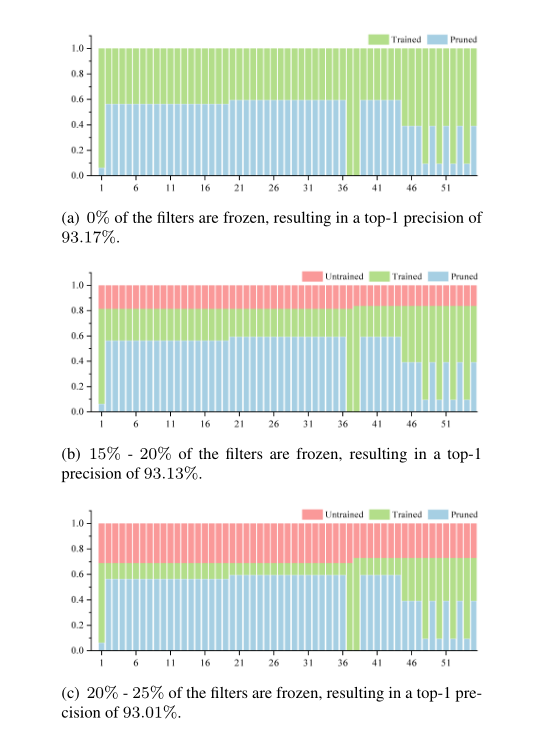 Trained Pruned
1.0
0.8
0.6
0.4
0.2
0.0
1 6 11 16 21 26 31 36 41 46 51
(a) 0% of the filters are frozen, resulting in a top-1 precision of
93.17%.
Untrained Trained Pruned
1.0
0.8
0.6
0.4
0.2
0.0
1 6 11 16 21 26 31 36 41 46 51
(b) 15% - 20% of the filters are frozen, resulting in a top-1
precision of 93.13%.
Untrained Trained Pruned
1.0
0.8
0.6
0.4
0.2
0.0
1 6 11 16 21 26 31 36 41 46 51
(c) 20% - 25% of the filters are frozen, resulting in a top-1 pre-
cision of 93.01%.